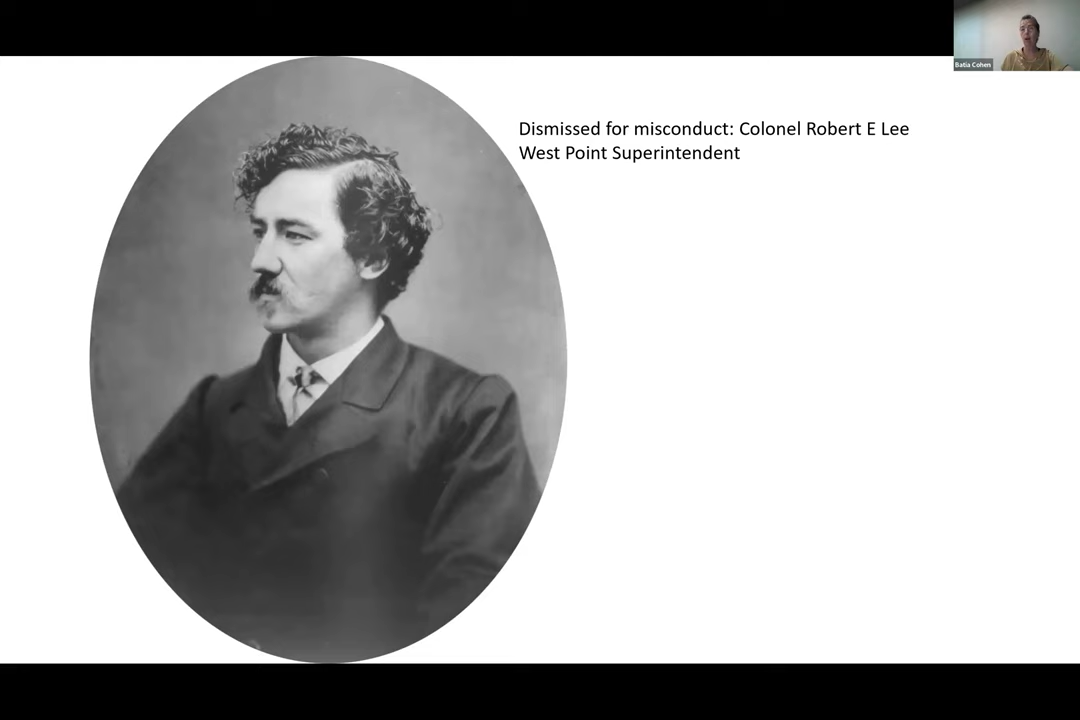 Batia Cohen
Dismissed for misconduct: Colonel Robert E Lee
West Point Superintendent